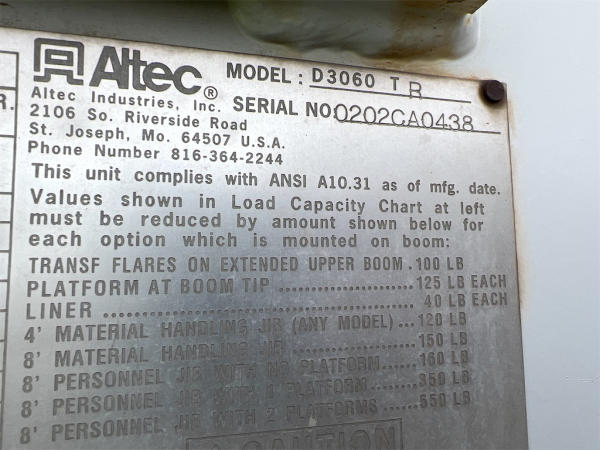 Altec®
MODEL: D3060 TR
Altec Industries, Inc.
SERIAL NO: 0202CA0438
2106 So. Riverside Road
St. Joseph, Mo. 64507 U.S.A.
Phone Number 816-364-2244
This unit complies with ANSI A10.31 as of mfg. date.
Values shown in Load Capacity Chart at left
must be reduced by amount shown below for
each option which is mounted on boom:
TRANSF FLARES ON EXTENDED UPPER BOOM . 100 LB
PLATFORM AT BOOM TIP .................... 125 LB EACH
LINER .................................... 40 LB EACH
4' MATERIAL HANDLING JIB (ANY MODEL) ... 120 LB
8' MATERIAL HANDLING JIB ................ 150 LB
8' PERSONNEL JIB WITH NO PLATFORM...... 160 LB
8' PERSONNEL JIB WITH 1 PLATFORM...... 350 LB
8' PERSONNEL JIB WITH 2 PLATFORMS ...... 550 LB
CAUTION
R.